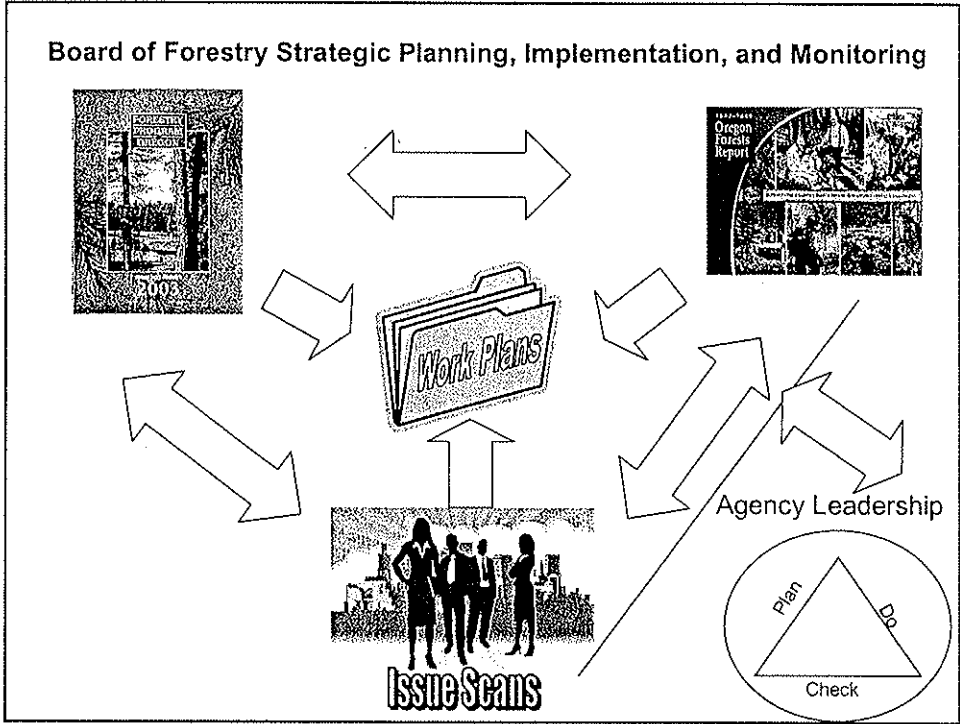 Board of Forestry Strategic Planning, Implementation, and Monitoring
FORESTRY
PROGRAM
OREGON
2003
Oregon
Forests
Report
Work Plans
Issue Scans
Agency Leadership
Plan
Do
Check